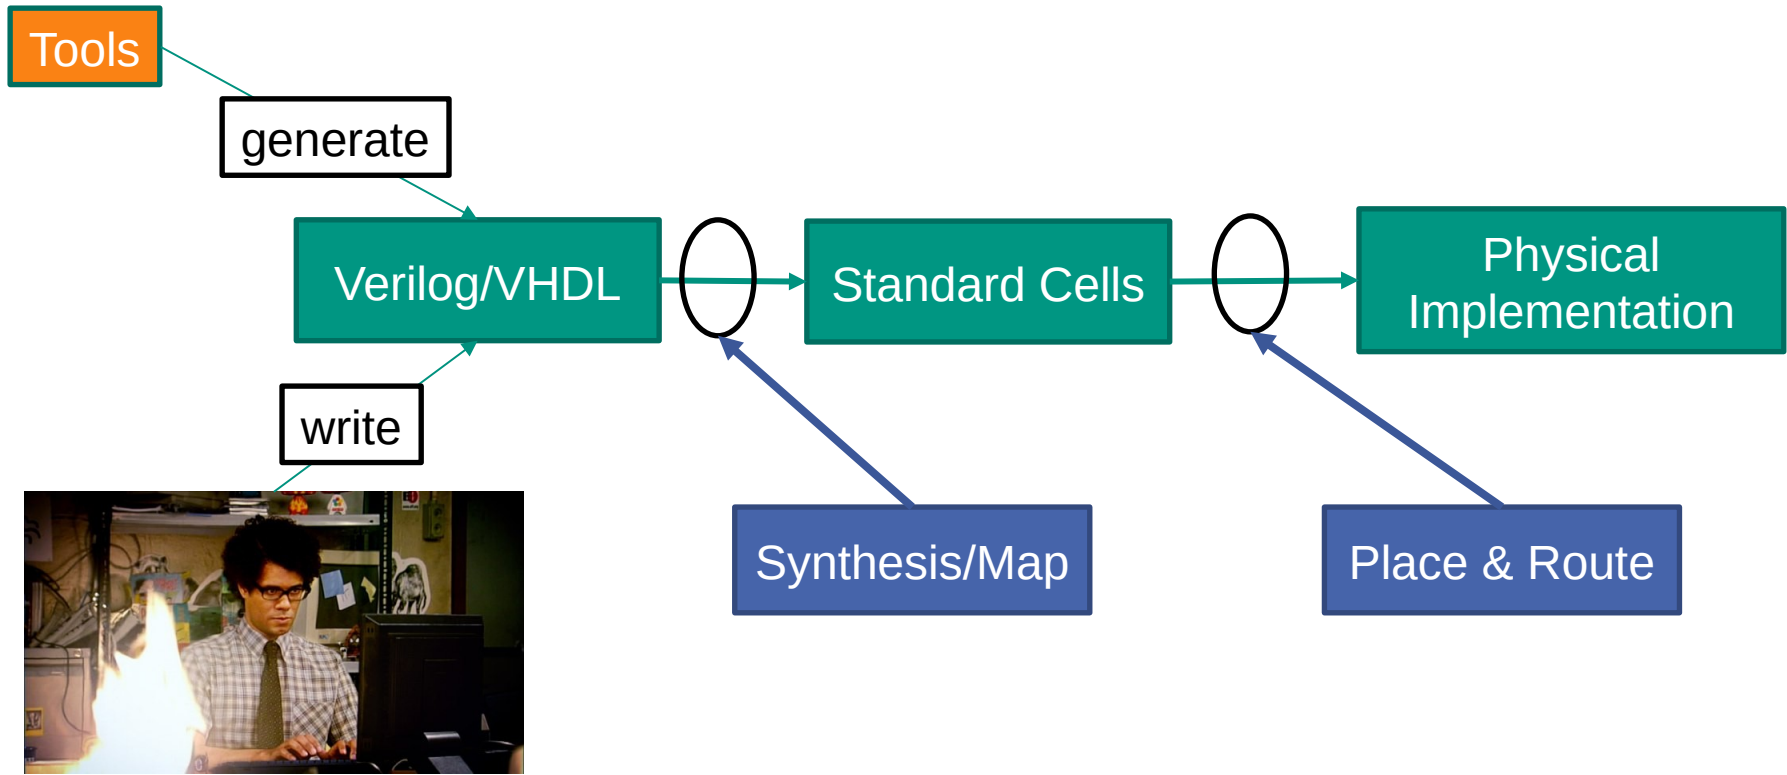 Tools
generate
Verilog/VHDL
Standard Cells
Physical
Implementation
write
Synthesis/Map
Place & Route